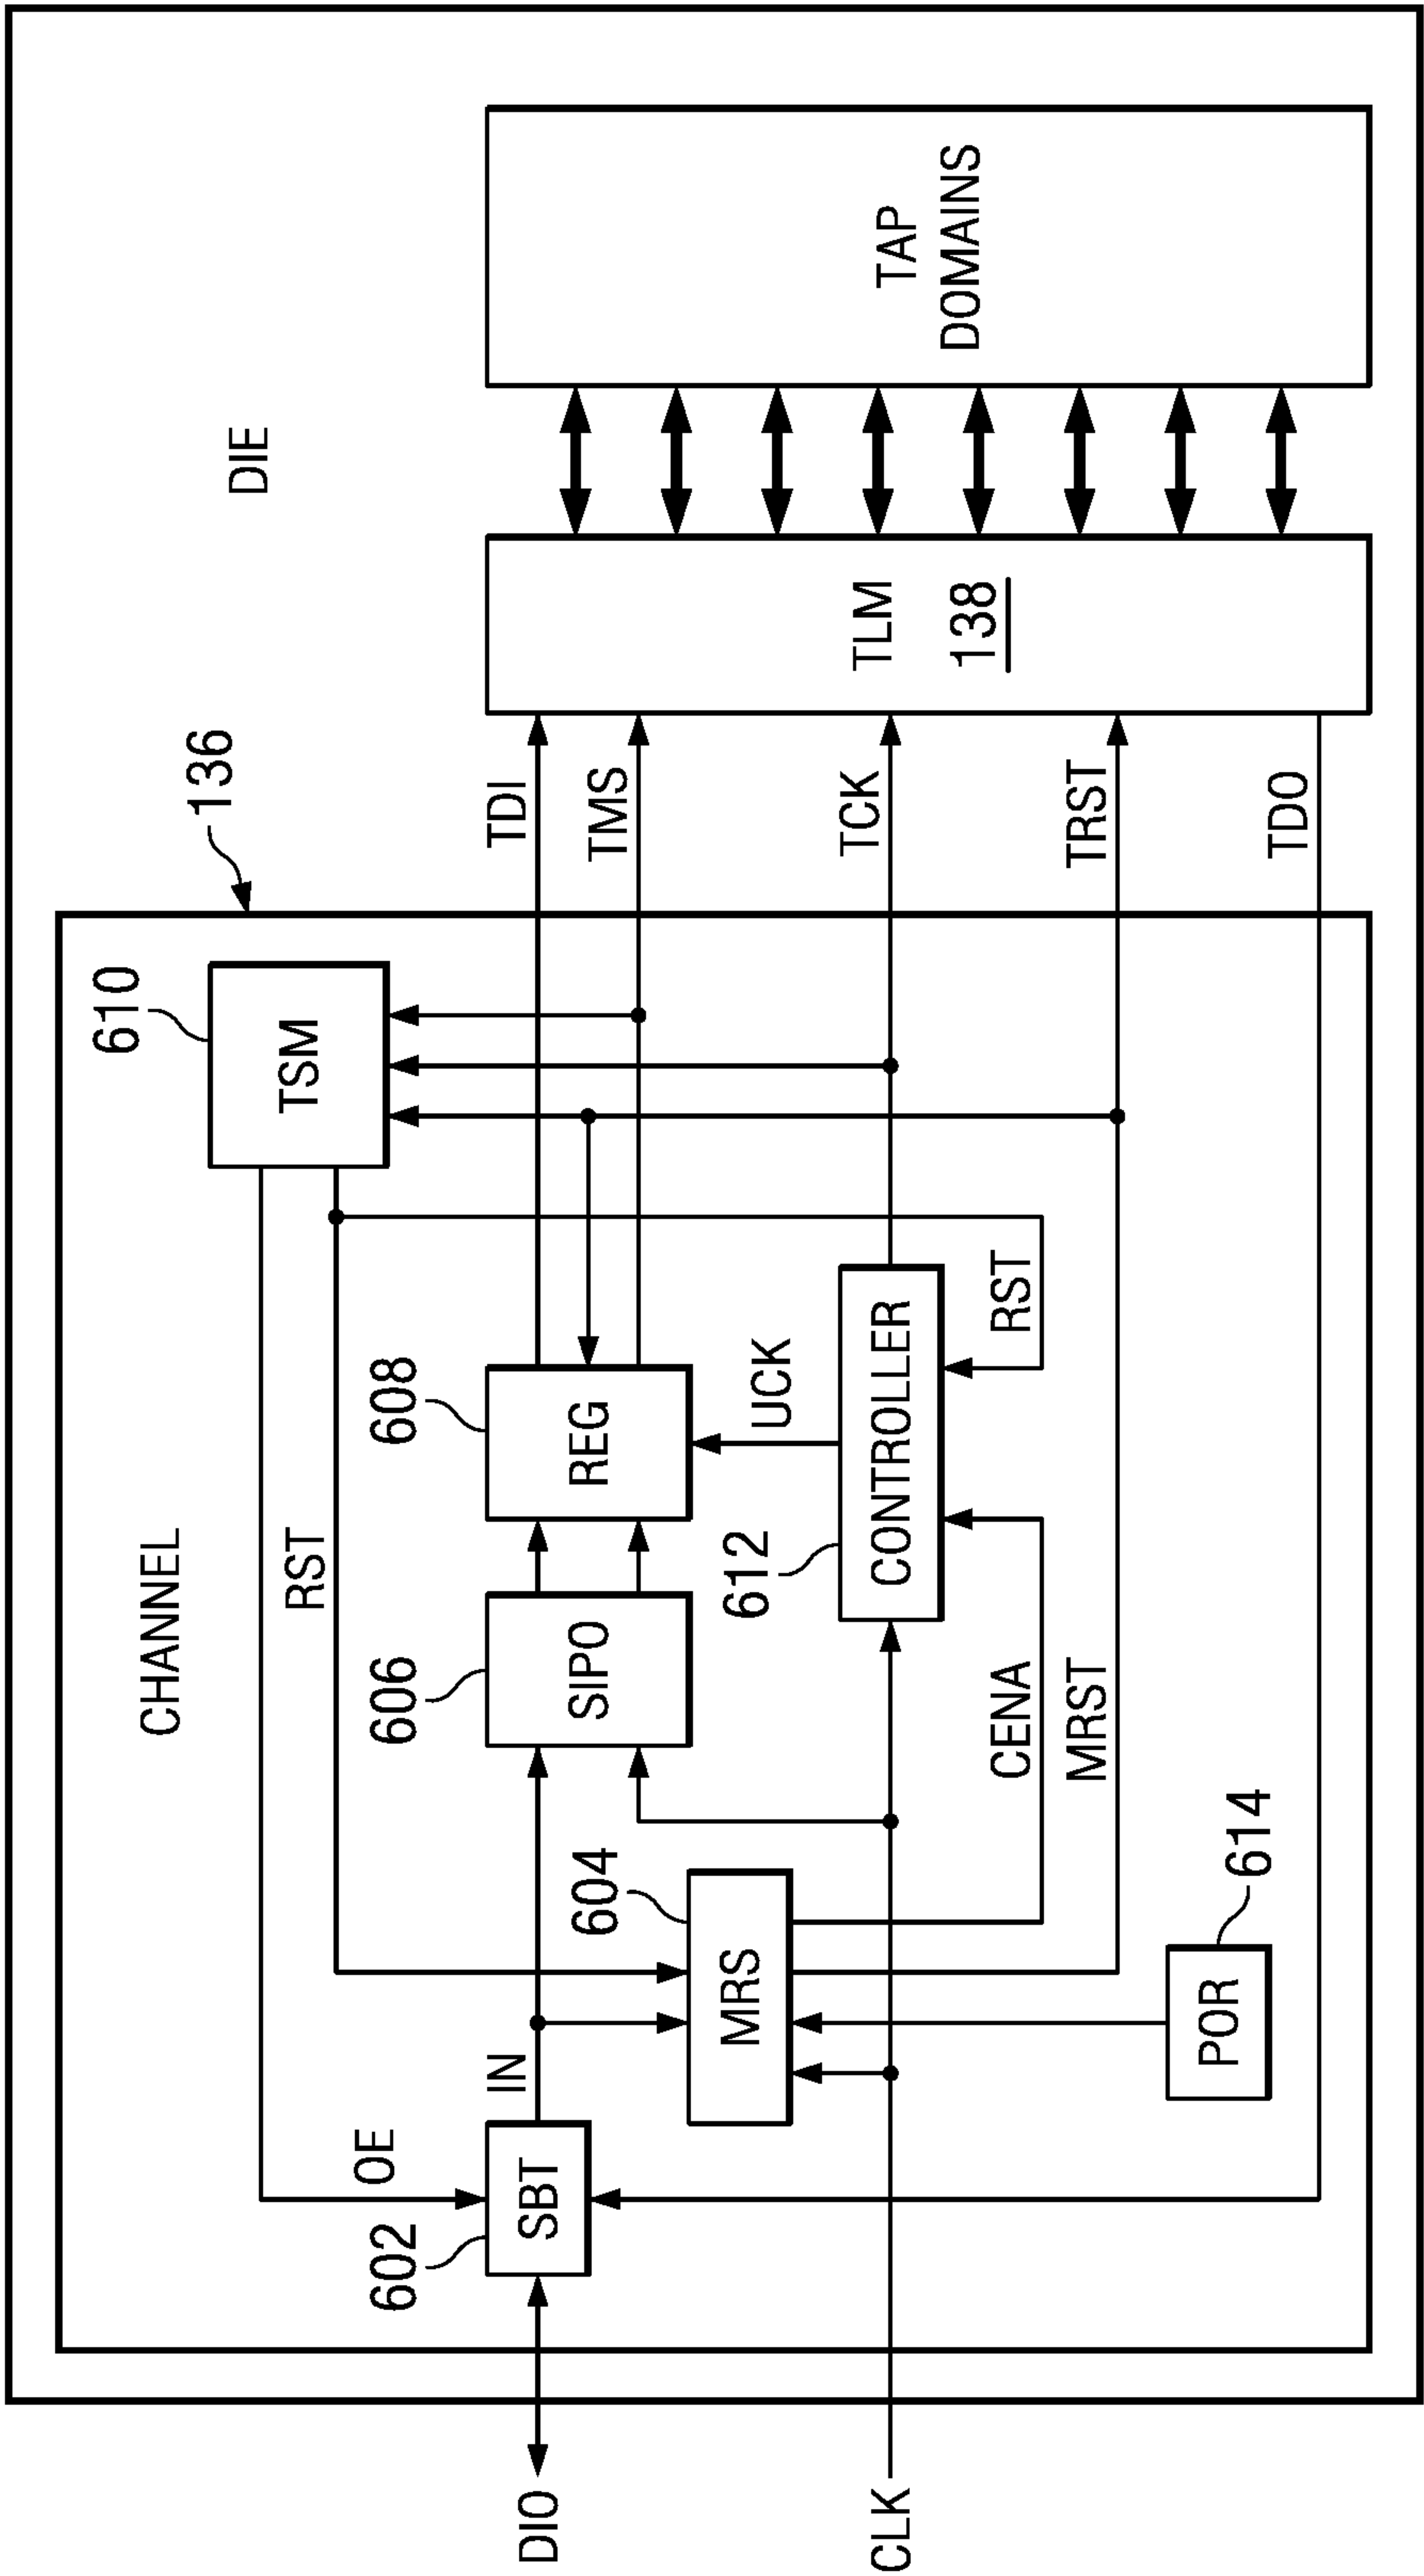 DIE
136
CHANNEL
610
TSM
RST
OE
602
SBT
DIO
IN
604
MRS
606
SIPO
608
REG
UCK
612
CONTROLLER
RST
CENA
MRST
614
POR
CLK
TDI
TMS
TCK
TRST
TDO
TLM
138
TAP
DOMAINS